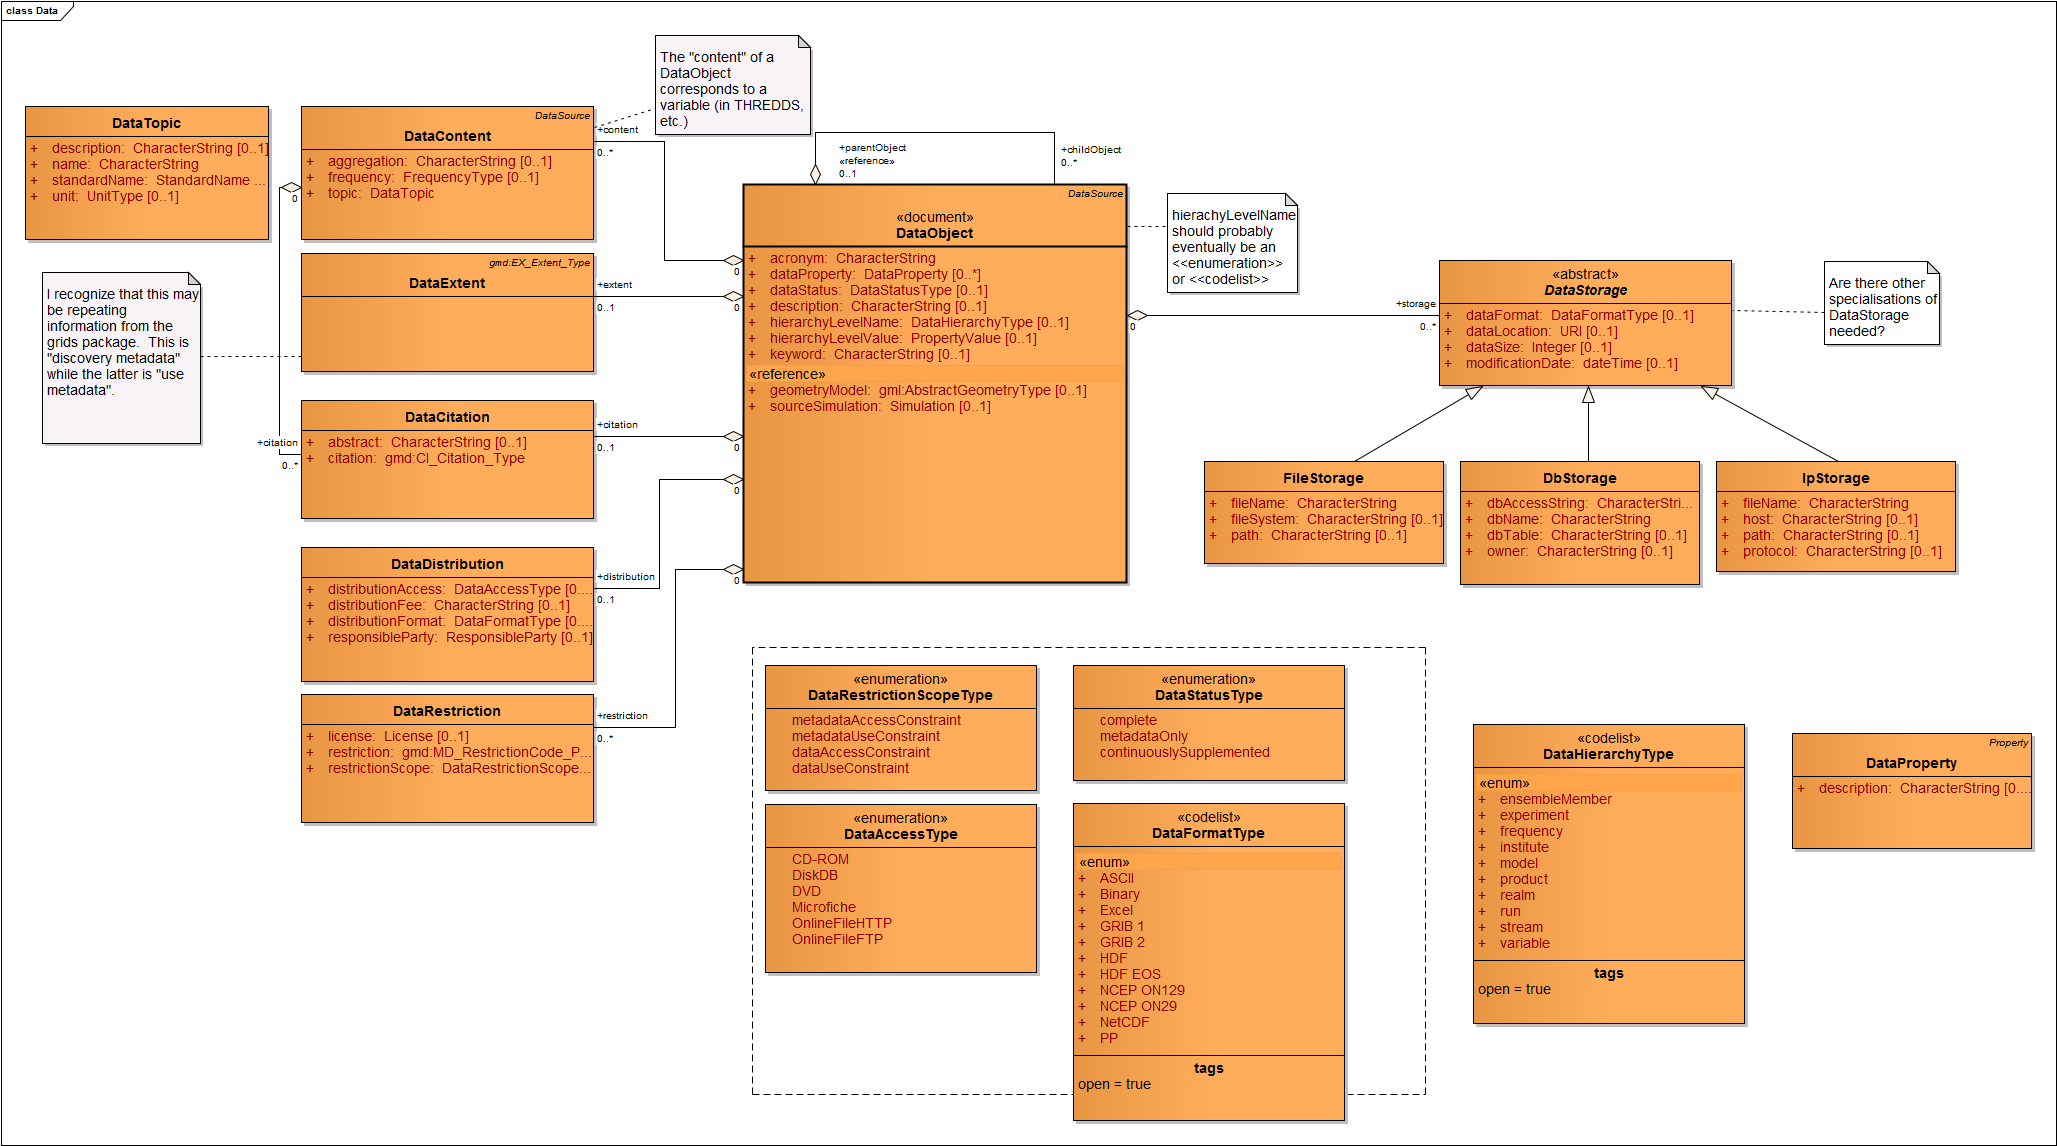 class Data
The "content" of a
DataObject
corresponds to a
variable (in THREDDS,
etc.)
DataTopic
+ description: CharacterString [0..1]
+ name: CharacterString
+ standardName: StandardName ...
+ unit: UnitType [0..1]
DataSource
DataContent
+ aggregation: CharacterString [0..1]
+ frequency: FrequencyType [0..1]
+ topic: DataTopic
+content
0..*
0
+parentObject
«reference»
0..1
+childObject
0..*
gmd:EX_Extent_Type
DataExtent
+extent
0..1
I recognize that this may
be repeating
information from the
grids package. This is
"discovery metadata"
while the latter is "use
metadata".
DataCitation
+ abstract: CharacterString [0..1]
+ citation: gmd:CI_Citation_Type
+citation
0..*
+citation
0..1
DataDistribution
+ distributionAccess: DataAccessType [0....
+ distributionFee: CharacterString [0..1]
+ distributionFormat: DataFormatType [0....
+ responsibleParty: ResponsibleParty [0..1]
+distribution
0..1
DataRestriction
+ license: License [0..1]
+ restriction: gmd:MD_RestrictionCode_P...
+ restrictionScope: DataRestrictionScope...
+restriction
0..*
DataSource
«document»
DataObject
+ acronym: CharacterString
+ dataProperty: DataProperty [0..*]
+ dataStatus: DataStatusType [0..1]
+ description: CharacterString [0..1]
+ hierarchyLevelName: DataHierarchyType [0..1]
+ hierarchyLevelValue: PropertyValue [0..1]
+ keyword: CharacterString [0..1]
«reference»
+ geometryModel: gml:AbstractGeometryType [0..1]
+ sourceSimulation: Simulation [0..1]
0
0
0
0
0
0
hierachyLevelName
should probably
eventually be an
<<enumeration>>
or <<codelist>>
+storage
0..*
«abstract»
DataStorage
+ dataFormat: DataFormatType [0..1]
+ dataLocation: URI [0..1]
+ dataSize: Integer [0..1]
+ modificationDate: dateTime [0..1]
Are there other
specialisations of
DataStorage
needed?
FileStorage
+ fileName: CharacterString
+ fileSystem: CharacterString [0..1]
+ path: CharacterString [0..1]
DbStorage
+ dbAccessString: CharacterStri...
+ dbName: CharacterString
+ dbTable: CharacterString [0..1]
+ owner: CharacterString [0..1]
IpStorage
+ fileName: CharacterString
+ host: CharacterString [0..1]
+ path: CharacterString [0..1]
+ protocol: CharacterString [0..1]
«enumeration»
DataRestrictionScopeType
metadataAccessConstraint
metadataUseConstraint
dataAccessConstraint
dataUseConstraint
«enumeration»
DataStatusType
complete
metadataOnly
continuouslySupplemented
«enumeration»
DataAccessType
CD-ROM
DiskDB
DVD
Microfiche
OnlineFileHTTP
OnlineFileFTP
«codelist»
DataFormatType
«enum»
+ ASCII
+ Binary
+ Excel
+ GRIB 1
+ GRIB 2
+ HDF
+ HDF EOS
+ NCEP ON129
+ NCEP ON29
+ NetCDF
+ PP
tags
open = true
«codelist»
DataHierarchyType
«enum»
+ ensembleMember
+ experiment
+ frequency
+ institute
+ model
+ product
+ realm
+ run
+ stream
+ variable
tags
open = true
Property
DataProperty
+ description: CharacterString [0....